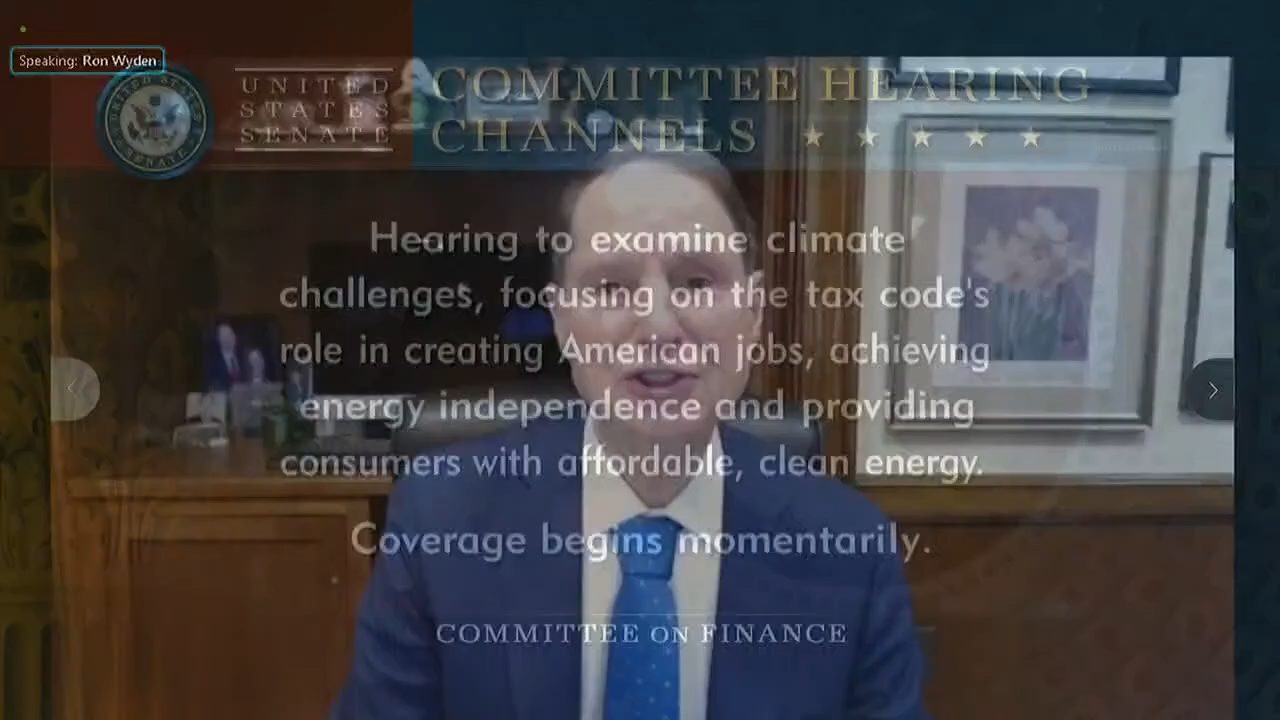 Speaking: Ron Wyden
UNITED
STATES
SENATE
COMMITTEE HEARING
CHANNELS
Hearing to examine climate
challenges, focusing on the tax code's
role in creating American jobs, achieving
energy independence and providing
consumers with affordable, clean energy.
Coverage begins momentarily.
COMMITTEE ON FINANCE